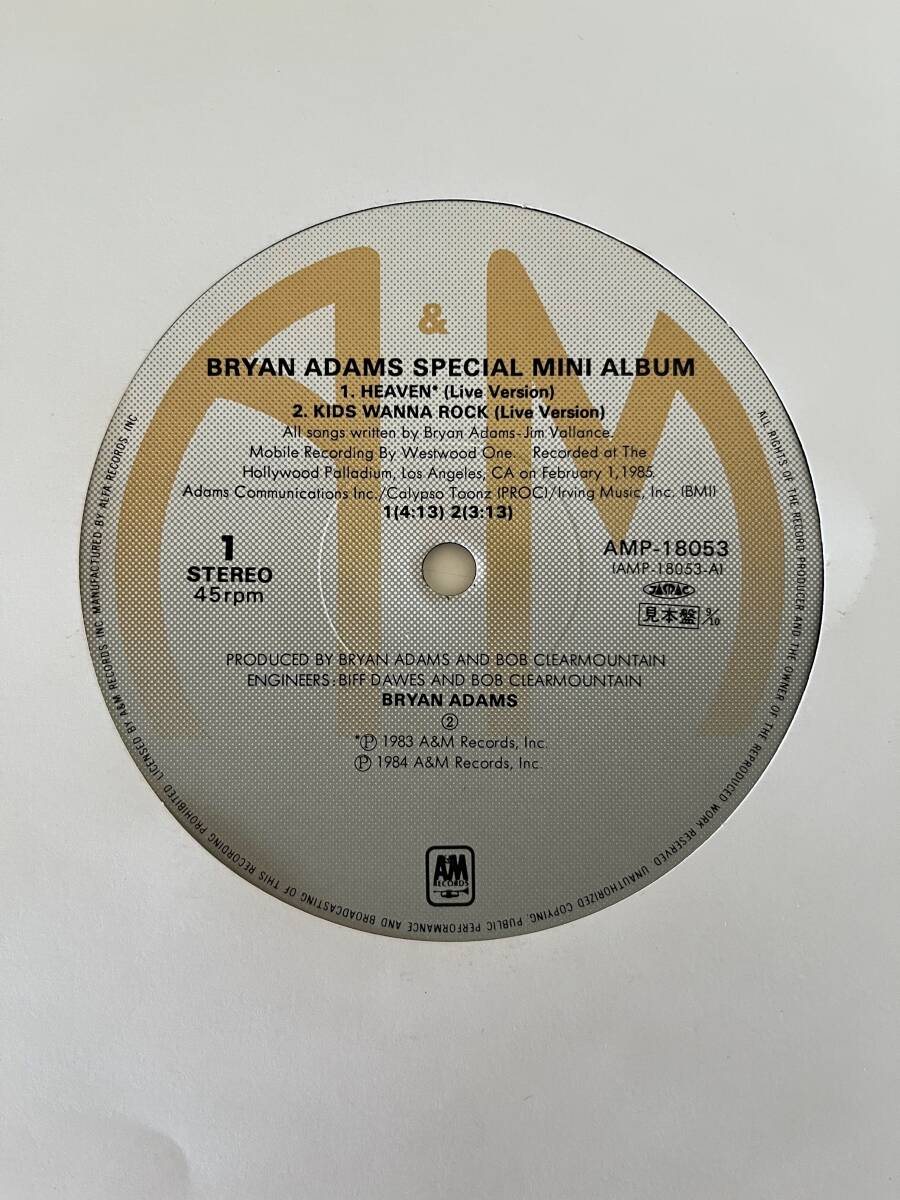 A&M
BRYAN ADAMS SPECIAL MINI ALBUM
1. HEAVEN* (Live Version)
2. KIDS WANNA ROCK (Live Version)
All songs written by Bryan Adams-Jim Vallance.
Mobile Recording By Westwood One. Recorded at The
Hollywood Palladium, Los Angeles, CA on February 1, 1985.
Adams Communications Inc./Calypso Toonz (PROC)/Irving Music, Inc. (BMI)
1(4:13) 2(3:13)
1
STEREO
45rpm
AMP-18053
(AMP-18053-A)
JASRAC
見本盤 9/10
PRODUCED BY BRYAN ADAMS AND BOB CLEARMOUNTAIN
ENGINEERS: BIFF DAWES AND BOB CLEARMOUNTAIN
BRYAN ADAMS
②
*Ⓟ 1983 A&M Records, Inc.
Ⓟ 1984 A&M Records, Inc.
A&M
RECORDS
ALL RIGHTS OF THE RECORD PRODUCER AND THE OWNER OF THE REPRODUCED WORK RESERVED. UNAUTHORIZED COPYING, PUBLIC PERFORMANCE AND BROADCASTING OF THIS RECORDING PROHIBITED. LICENSED BY A&M RECORDS INC MANUFACTURED BY ALFA RECORDS, INC